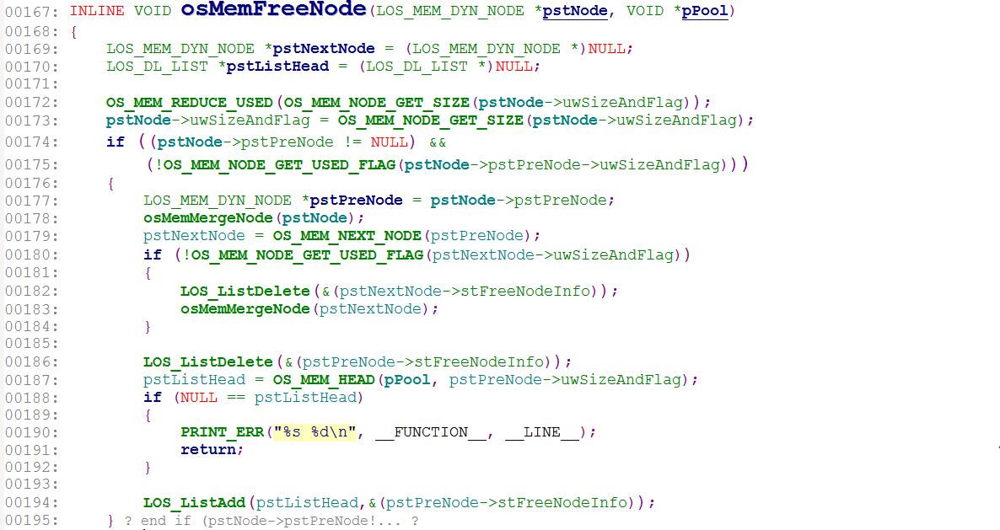 00167: INLINE VOID osMemFreeNode(LOS_MEM_DYN_NODE *pstNode, VOID *pPool)
00168: {
00169:     LOS_MEM_DYN_NODE *pstNextNode = (LOS_MEM_DYN_NODE *)NULL;
00170:     LOS_DL_LIST *pstListHead = (LOS_DL_LIST *)NULL;
00171:
00172:     OS_MEM_REDUCE_USED(OS_MEM_NODE_GET_SIZE(pstNode->uwSizeAndFlag));
00173:     pstNode->uwSizeAndFlag = OS_MEM_NODE_GET_SIZE(pstNode->uwSizeAndFlag);
00174:     if ((pstNode->pstPreNode != NULL) &&
00175:         (!OS_MEM_NODE_GET_USED_FLAG(pstNode->pstPreNode->uwSizeAndFlag)))
00176:     {
00177:         LOS_MEM_DYN_NODE *pstPreNode = pstNode->pstPreNode;
00178:         osMemMergeNode(pstNode);
00179:         pstNextNode = OS_MEM_NEXT_NODE(pstPreNode);
00180:         if (!OS_MEM_NODE_GET_USED_FLAG(pstNextNode->uwSizeAndFlag))
00181:         {
00182:             LOS_ListDelete(&(pstNextNode->stFreeNodeInfo));
00183:             osMemMergeNode(pstNextNode);
00184:         }
00185:
00186:         LOS_ListDelete(&(pstPreNode->stFreeNodeInfo));
00187:         pstListHead = OS_MEM_HEAD(pPool, pstPreNode->uwSizeAndFlag);
00188:         if (NULL == pstListHead)
00189:         {
00190:             PRINT_ERR("%s %d\n", __FUNCTION__, __LINE__);
00191:             return;
00192:         }
00193:
00194:         LOS_ListAdd(pstListHead,&(pstPreNode->stFreeNodeInfo));
00195:     } ? end if (pstNode->pstPreNode!... ?